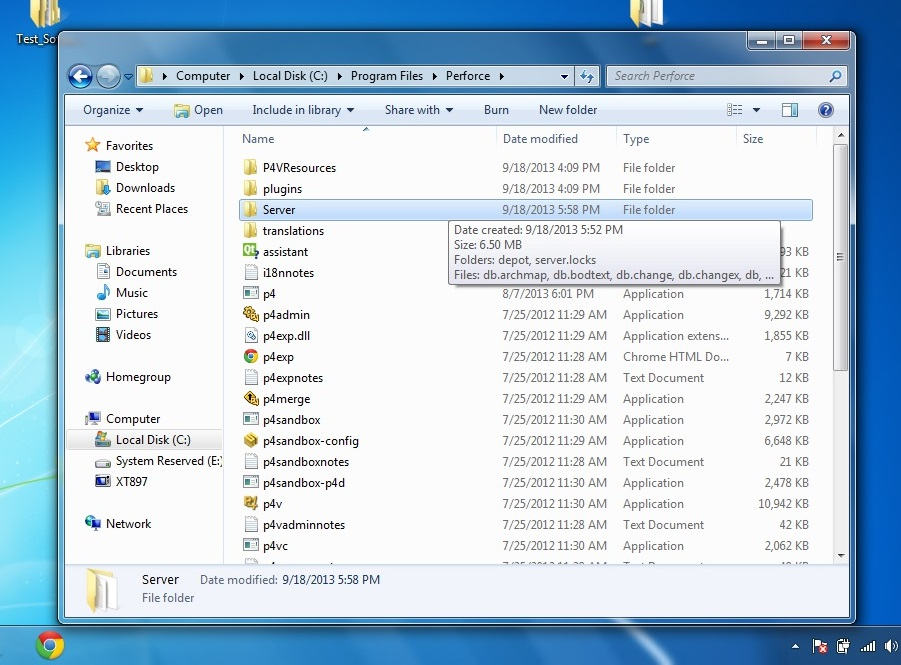 Test_So
Computer Local Disk (C:) Program Files Perforce
Search Perforce
Organize Open Include in library Share with Burn New folder
Favorites
Desktop
Downloads
Recent Places
Libraries
Documents
Music
Pictures
Videos
Homegroup
Computer
Local Disk (C:)
System Reserved (E:)
XT897
Network
Name Date modified Type Size
P4VResources 9/18/2013 4:09 PM File folder
plugins 9/18/2013 4:09 PM File folder
Server 9/18/2013 5:58 PM File folder
translations
Date created: 9/18/2013 5:52 PM
Size: 6.50 MB
Folders: depot, server.locks
Files: db.archmap, db.bodtext, db.change, db.changex, db, ...
assistant 93 KB
i18nnotes 21 KB
p4 8/7/2013 6:01 PM Application 1,714 KB
p4admin 7/25/2012 11:29 AM Application 9,292 KB
p4exp.dll 7/25/2012 11:29 AM Application extens... 1,855 KB
p4exp 7/25/2012 11:28 AM Chrome HTML Do... 7 KB
p4expnotes 7/25/2012 11:28 AM Text Document 12 KB
p4merge 7/25/2012 11:29 AM Application 2,247 KB
p4sandbox 7/25/2012 11:30 AM Application 2,972 KB
p4sandbox-config 7/25/2012 11:29 AM Application 6,648 KB
p4sandboxnotes 7/25/2012 11:30 AM Text Document 21 KB
p4sandbox-p4d 7/25/2012 11:30 AM Application 2,478 KB
p4v 7/25/2012 11:30 AM Application 10,942 KB
p4vadminnotes 7/25/2012 11:28 AM Text Document 42 KB
p4vc 7/25/2012 11:30 AM Application 2,062 KB
Server Date modified: 9/18/2013 5:58 PM
File folder